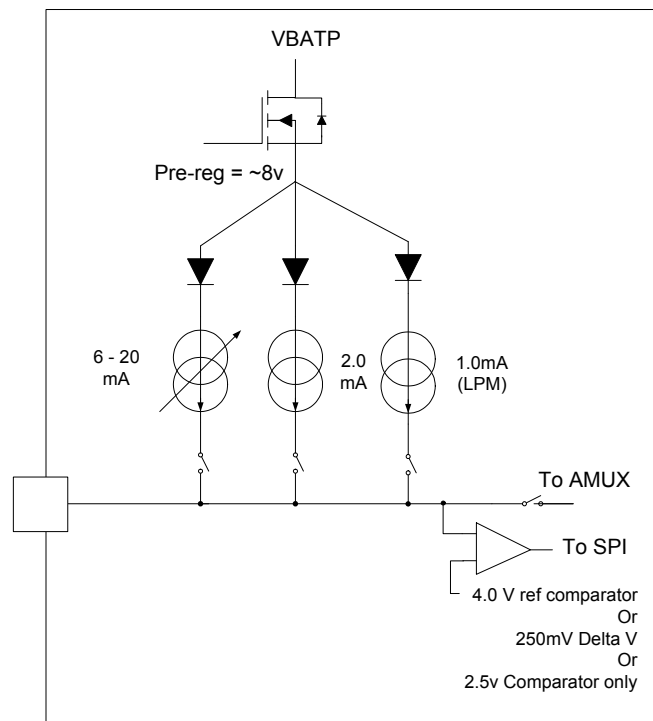 VBATP
Pre-reg = ~8v
6 - 20
mA
2.0
mA
1.0mA
(LPM)
To AMUX
To SPI
4.0 V ref comparator
Or
250mV Delta V
Or
2.5v Comparator only